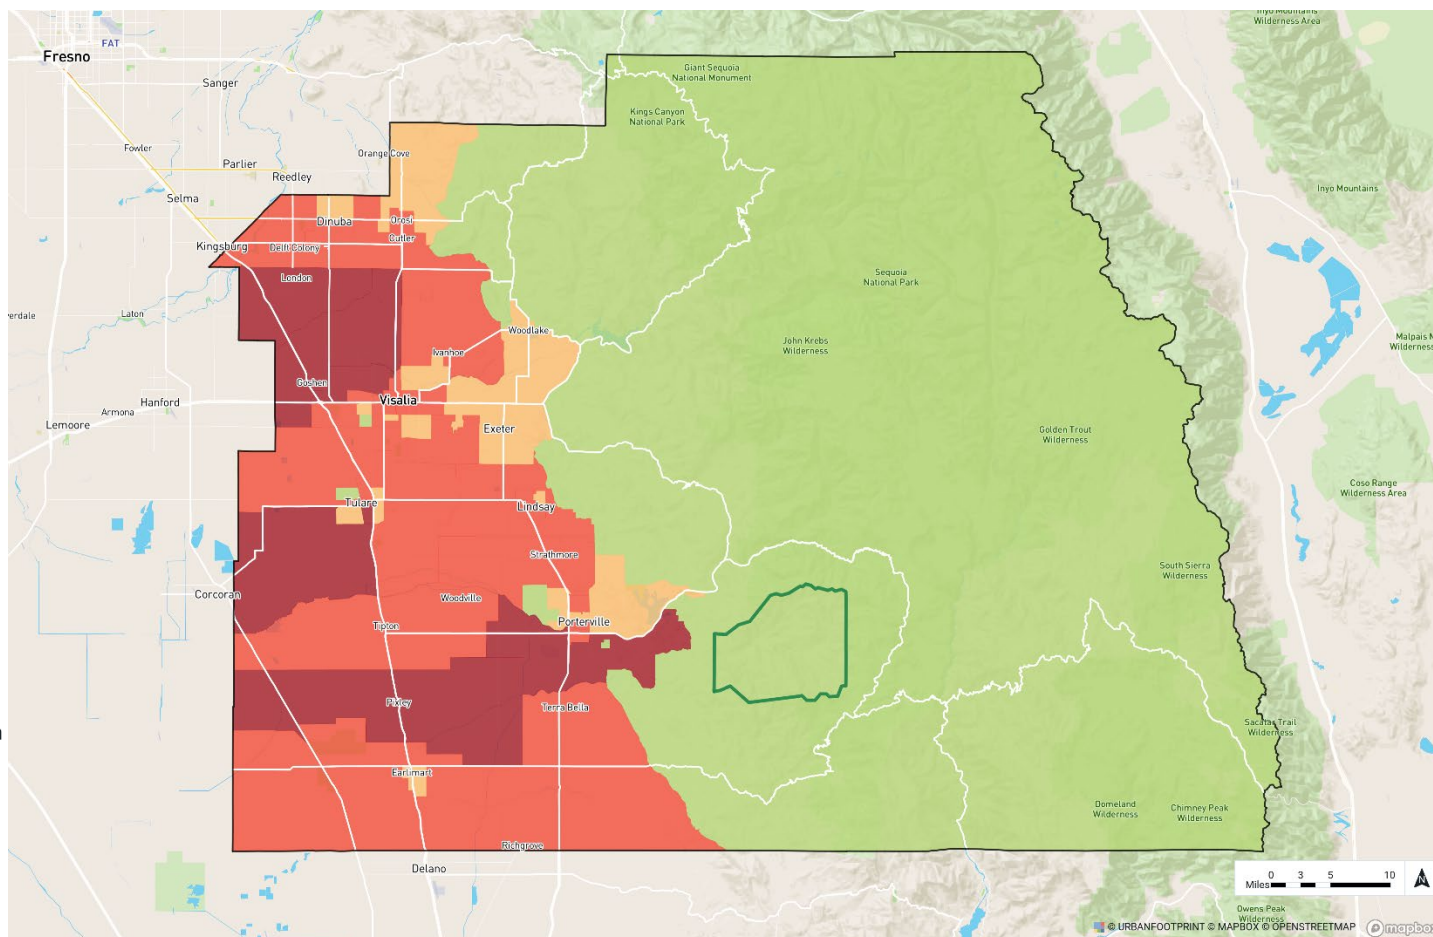 Inyo Mountains
Wilderness Area
FAT
Fresno
Giant Sequoia
National Monument
Sanger
Kings Canyon
National Park
Fowler
Orange Cove
Parlier
Reedley
Inyo Mountains
Selma
Dinuba
Orosi
Cutler
Kingsburg
Delft Colony
London
Sequoia
National Park
Laton
verdale
Woodlake
Malpais M
Wilderness
John Krebs
Wilderness
Ivanhoe
Goshen
Hanford
Visalia
Armona
Lemoore
Exeter
Golden Trout
Wilderness
Coso Range
Wilderness Area
Tulare
Lindsay
Strathmore
South Sierra
Wilderness
Corcoran
Woodville
Porterville
Tipton
Pixley
Terra Bella
Sacatar Trail
Wilderness
Earlimart
Domeland
Wilderness
Chimney Peak
Wilderness
Richgrove
Delano
0 3 5 10
Miles
N
Owens Peak
Wilderness
© URBANFOOTPRINT © MAPBOX © OPENSTREETMAP
mapbox